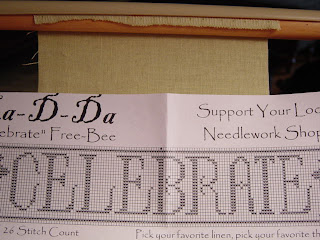 a-D-Da
Support Your Loc
ebrate" Free-Bee
Needlework Shop
CELEBRATE
26 Stitch Count
Pick your favorite linen, pick your favorite th